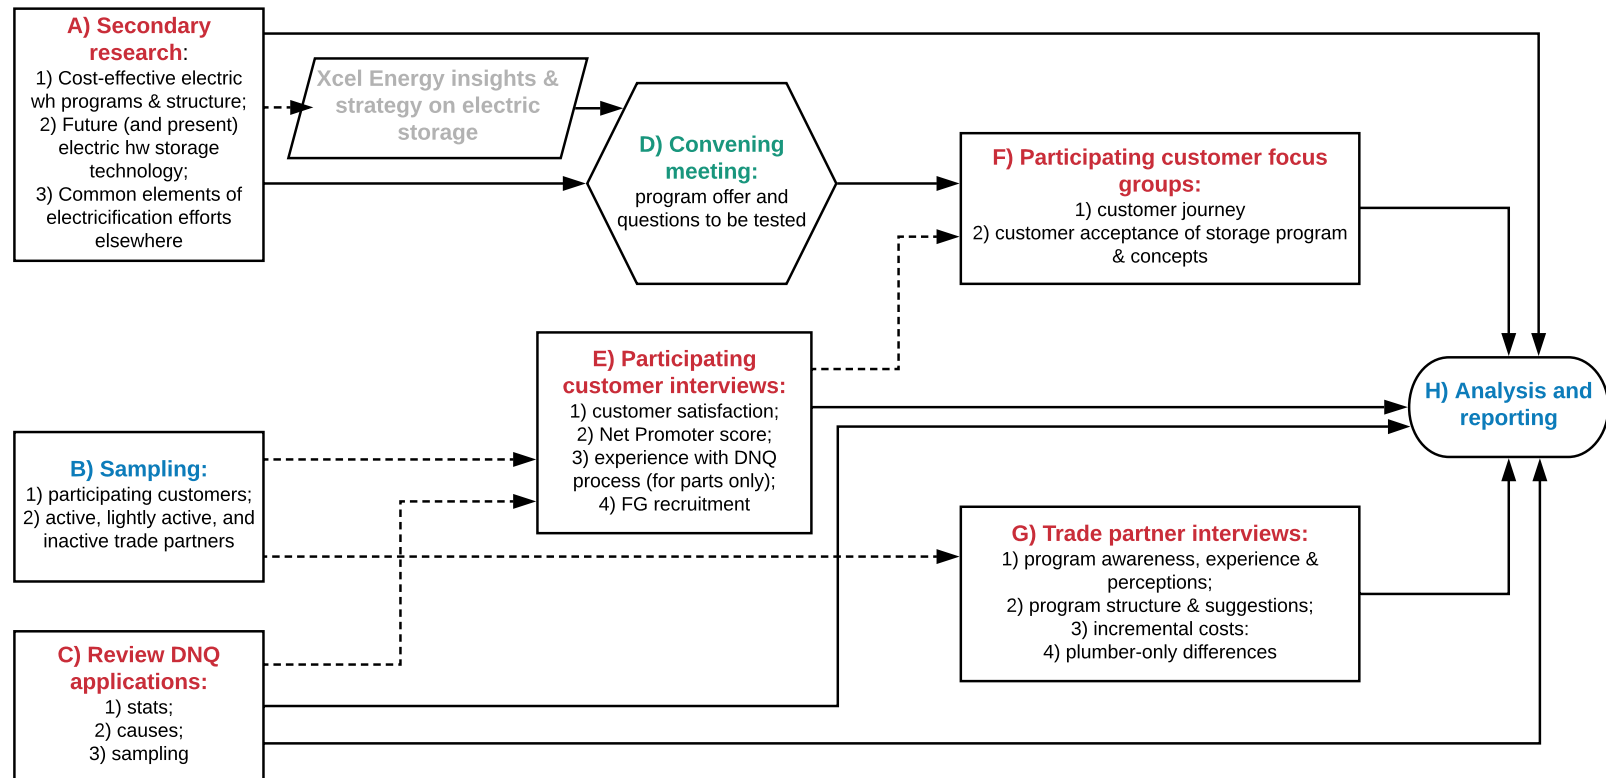 A) Secondary
research:
1) Cost-effective electric
wh programs & structure;
2) Future (and present)
electric hw storage
technology;
3) Common elements of
electricification efforts
elsewhere
Xcel Energy insights &
strategy on electric
storage
D) Convening
meeting:
program offer and
questions to be tested
F) Participating customer focus
groups:
1) customer journey
2) customer acceptance of storage program
& concepts
E) Participating
customer interviews:
1) customer satisfaction;
2) Net Promoter score;
3) experience with DNQ
process (for parts only);
4) FG recruitment
H) Analysis and
reporting
B) Sampling:
1) participating customers;
2) active, lightly active, and
inactive trade partners
G) Trade partner interviews:
1) program awareness, experience &
perceptions;
2) program structure & suggestions;
3) incremental costs:
4) plumber-only differences
C) Review DNQ
applications:
1) stats;
2) causes;
3) sampling